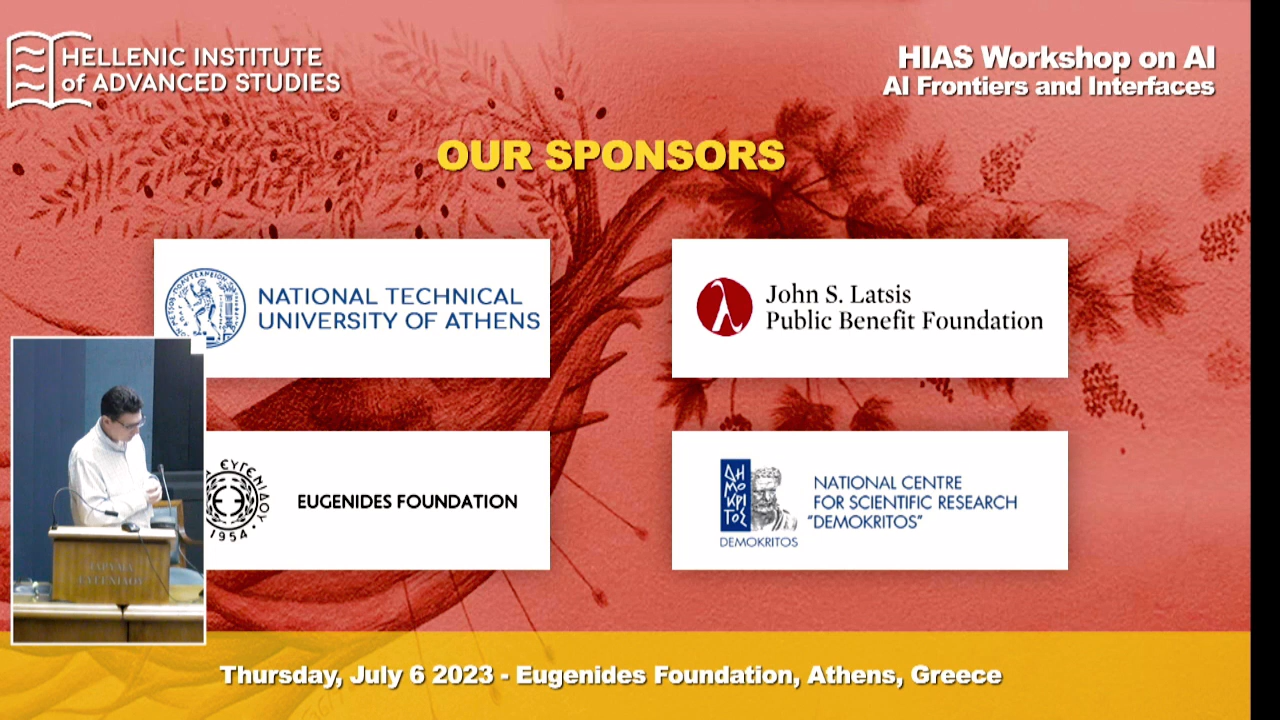 HELLENIC INSTITUTE
of ADVANCED STUDIES
HIAS Workshop on AI
AI Frontiers and Interfaces
OUR SPONSORS
NATIONAL TECHNICAL
UNIVERSITY OF ATHENS
John S. Latsis
Public Benefit Foundation
ΕΥΓΕΝΙΔΟΥ
1954
EUGENIDES FOUNDATION
ΔΗ
ΜΟ
ΚΡΙ
ΤΟΣ
DEMOKRITOS
NATIONAL CENTRE
FOR SCIENTIFIC RESEARCH
“DEMOKRITOS”
ΕΥΓΕΝΙΔΟΥ
Thursday, July 6 2023 - Eugenides Foundation, Athens, Greece